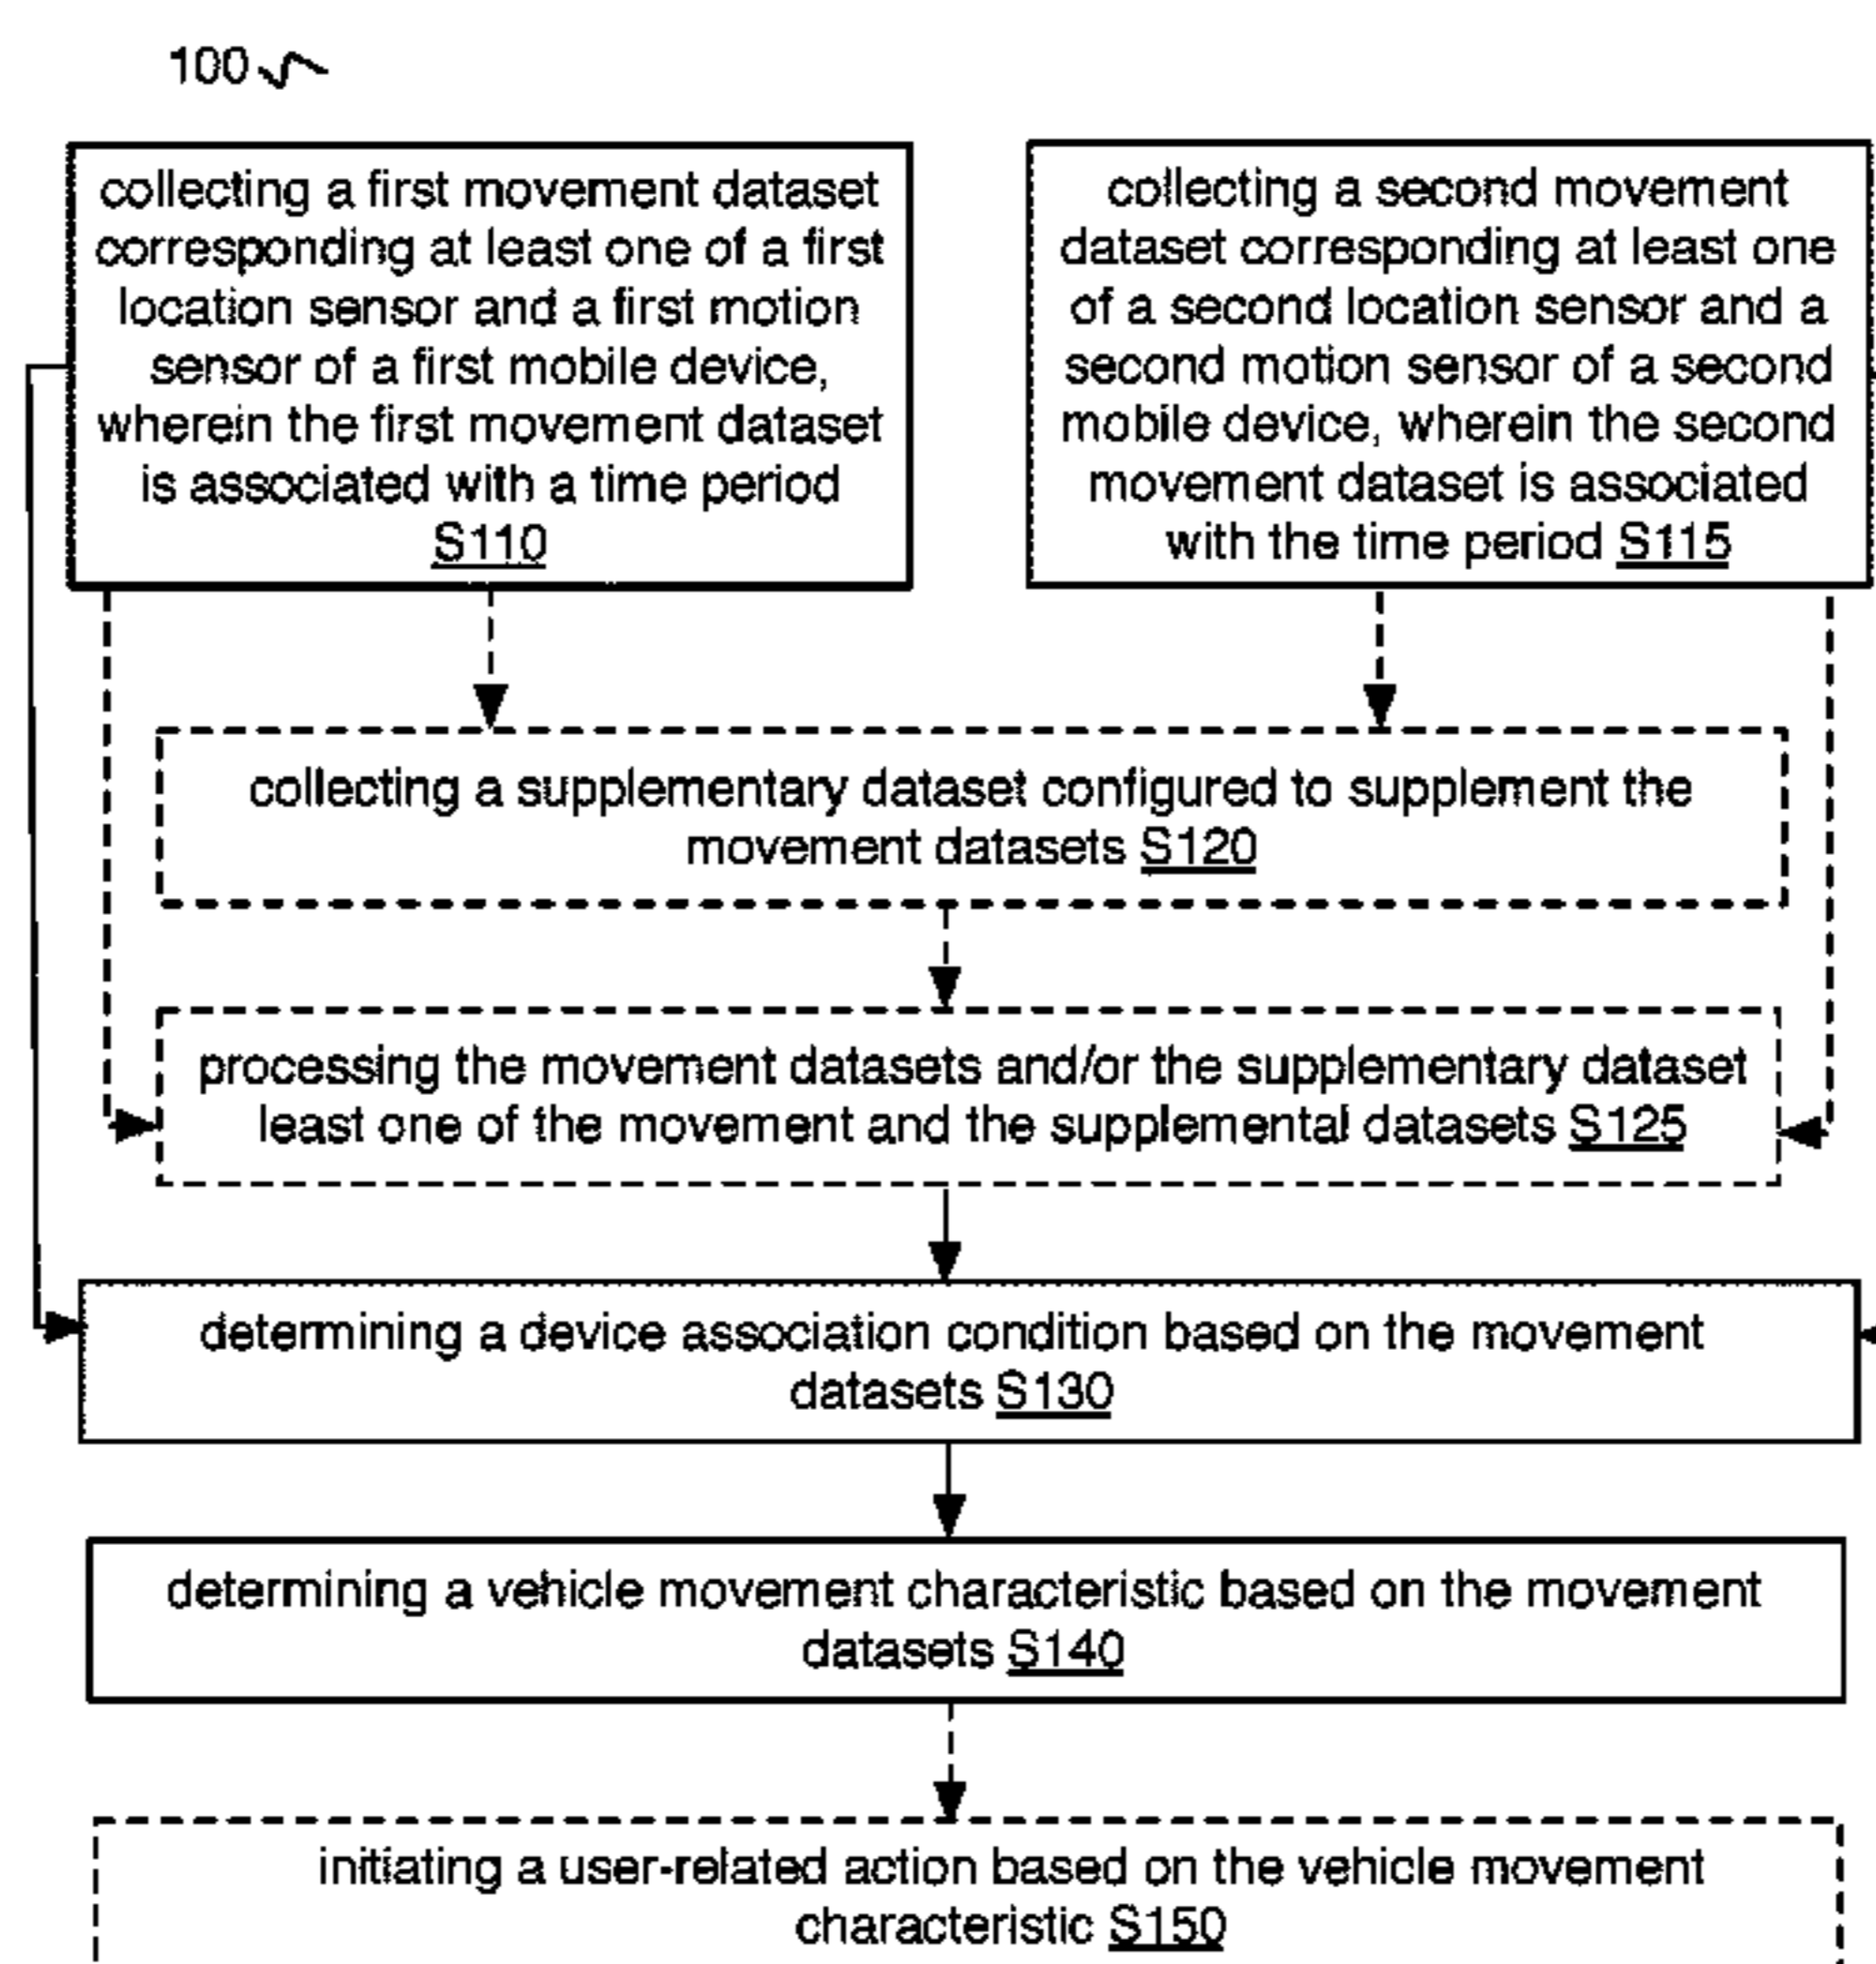 100
collecting a first movement dataset
corresponding at least one of a first
location sensor and a first motion
sensor of a first mobile device,
wherein the first movement dataset
is associated with a time period
S110
collecting a second movement
dataset corresponding at least one
of a second location sensor and a
second motion sensor of a second
mobile device, wherein the second
movement dataset is associated
with the time period S115
collecting a supplementary dataset configured to supplement the
movement datasets S120
processing the movement datasets and/or the supplementary dataset
least one of the movement and the supplemental datasets S125
determining a device association condition based on the movement
datasets S130
determining a vehicle movement characteristic based on the movement
datasets S140
initiating a user-related action based on the vehicle movement
characteristic S150